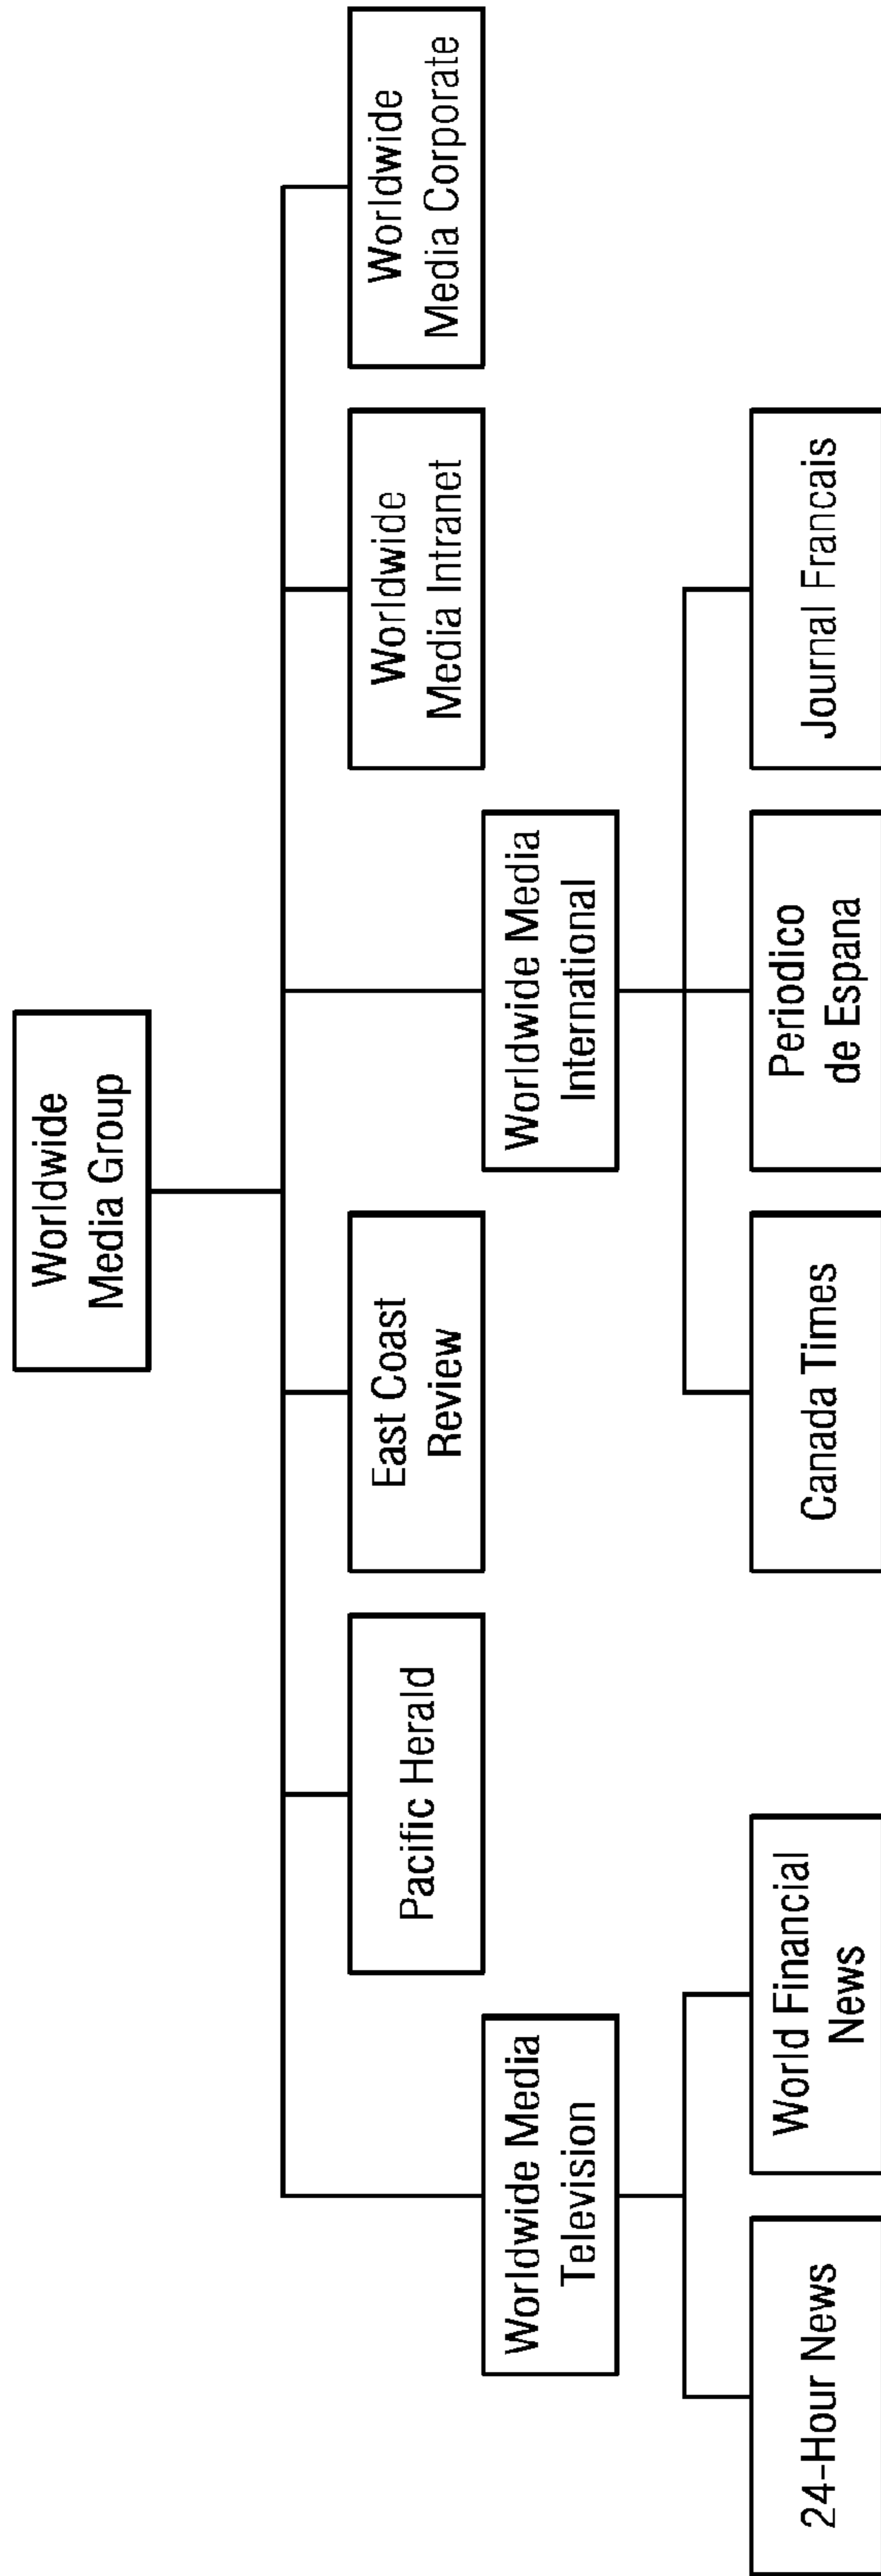 Worldwide
Media Group
Worldwide Media
Television
Pacific Herald
East Coast
Review
Worldwide Media
International
Worldwide
Media Intranet
Worldwide
Media Corporate
24-Hour News
World Financial
News
Canada Times
Periodico
de Espana
Journal Francais